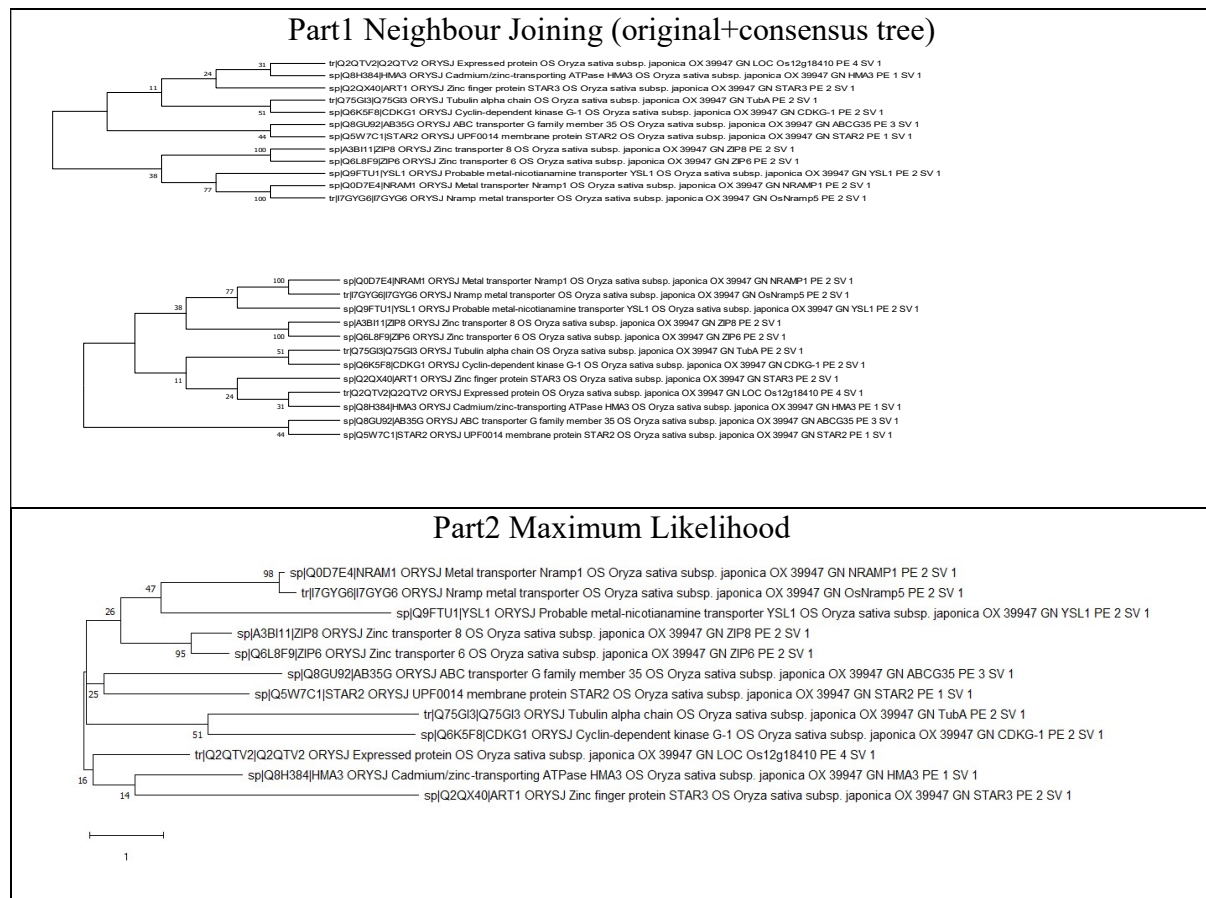 Part1 Neighbour Joining (original+consensus tree)
tr|Q2QTV2|Q2QTV2 ORYSJ Expressed protein OS Oryza sativa subsp. japonica OX 39947 GN LOC Os12g18410 PE 4 SV 1
31
sp|Q8H384|HMA3 ORYSJ Cadmium/zinc-transporting ATPase HMA3 OS Oryza sativa subsp. japonica OX 39947 GN HMA3 PE 1 SV 1
24
sp|Q2QX40|ART1 ORYSJ Zinc finger protein STAR3 OS Oryza sativa subsp. japonica OX 39947 GN STAR3 PE 2 SV 1
11
tr|Q75GI3|Q75GI3 ORYSJ Tubulin alpha chain OS Oryza sativa subsp. japonica OX 39947 GN TubA PE 2 SV 1
51
sp|Q6K5F8|CDKG1 ORYSJ Cyclin-dependent kinase G-1 OS Oryza sativa subsp. japonica OX 39947 GN CDKG-1 PE 2 SV 1
sp|Q8GU92|AB35G ORYSJ ABC transporter G family member 35 OS Oryza sativa subsp. japonica OX 39947 GN ABCG35 PE 3 SV 1
44
sp|Q5W7C1|STAR2 ORYSJ UPF0014 membrane protein STAR2 OS Oryza sativa subsp. japonica OX 39947 GN STAR2 PE 1 SV 1
100
sp|A3BI11|ZIP8 ORYSJ Zinc transporter 8 OS Oryza sativa subsp. japonica OX 39947 GN ZIP8 PE 2 SV 1
sp|Q6L8F9|ZIP6 ORYSJ Zinc transporter 6 OS Oryza sativa subsp. japonica OX 39947 GN ZIP6 PE 2 SV 1
38
sp|Q9FTU1|YSL1 ORYSJ Probable metal-nicotianamine transporter YSL1 OS Oryza sativa subsp. japonica OX 39947 GN YSL1 PE 2 SV 1
77
sp|Q0D7E4|NRAM1 ORYSJ Metal transporter Nramp1 OS Oryza sativa subsp. japonica OX 39947 GN NRAMP1 PE 2 SV 1
100
tr|I7GYG6|I7GYG6 ORYSJ Nramp metal transporter OS Oryza sativa subsp. japonica OX 39947 GN OsNramp5 PE 2 SV 1
100
sp|Q0D7E4|NRAM1 ORYSJ Metal transporter Nramp1 OS Oryza sativa subsp. japonica OX 39947 GN NRAMP1 PE 2 SV 1
77
tr|I7GYG6|I7GYG6 ORYSJ Nramp metal transporter OS Oryza sativa subsp. japonica OX 39947 GN OsNramp5 PE 2 SV 1
38
sp|Q9FTU1|YSL1 ORYSJ Probable metal-nicotianamine transporter YSL1 OS Oryza sativa subsp. japonica OX 39947 GN YSL1 PE 2 SV 1
sp|A3BI11|ZIP8 ORYSJ Zinc transporter 8 OS Oryza sativa subsp. japonica OX 39947 GN ZIP8 PE 2 SV 1
100
sp|Q6L8F9|ZIP6 ORYSJ Zinc transporter 6 OS Oryza sativa subsp. japonica OX 39947 GN ZIP6 PE 2 SV 1
51
tr|Q75GI3|Q75GI3 ORYSJ Tubulin alpha chain OS Oryza sativa subsp. japonica OX 39947 GN TubA PE 2 SV 1
sp|Q6K5F8|CDKG1 ORYSJ Cyclin-dependent kinase G-1 OS Oryza sativa subsp. japonica OX 39947 GN CDKG-1 PE 2 SV 1
11
sp|Q2QX40|ART1 ORYSJ Zinc finger protein STAR3 OS Oryza sativa subsp. japonica OX 39947 GN STAR3 PE 2 SV 1
24
tr|Q2QTV2|Q2QTV2 ORYSJ Expressed protein OS Oryza sativa subsp. japonica OX 39947 GN LOC Os12g18410 PE 4 SV 1
31
sp|Q8H384|HMA3 ORYSJ Cadmium/zinc-transporting ATPase HMA3 OS Oryza sativa subsp. japonica OX 39947 GN HMA3 PE 1 SV 1
sp|Q8GU92|AB35G ORYSJ ABC transporter G family member 35 OS Oryza sativa subsp. japonica OX 39947 GN ABCG35 PE 3 SV 1
44
sp|Q5W7C1|STAR2 ORYSJ UPF0014 membrane protein STAR2 OS Oryza sativa subsp. japonica OX 39947 GN STAR2 PE 1 SV 1
Part2 Maximum Likelihood
98
sp|Q0D7E4|NRAM1 ORYSJ Metal transporter Nramp1 OS Oryza sativa subsp. japonica OX 39947 GN NRAMP1 PE 2 SV 1
47
tr|I7GYG6|I7GYG6 ORYSJ Nramp metal transporter OS Oryza sativa subsp. japonica OX 39947 GN OsNramp5 PE 2 SV 1
26
sp|Q9FTU1|YSL1 ORYSJ Probable metal-nicotianamine transporter YSL1 OS Oryza sativa subsp. japonica OX 39947 GN YSL1 PE 2 SV 1
sp|A3BI11|ZIP8 ORYSJ Zinc transporter 8 OS Oryza sativa subsp. japonica OX 39947 GN ZIP8 PE 2 SV 1
95
sp|Q6L8F9|ZIP6 ORYSJ Zinc transporter 6 OS Oryza sativa subsp. japonica OX 39947 GN ZIP6 PE 2 SV 1
sp|Q8GU92|AB35G ORYSJ ABC transporter G family member 35 OS Oryza sativa subsp. japonica OX 39947 GN ABCG35 PE 3 SV 1
25
sp|Q5W7C1|STAR2 ORYSJ UPF0014 membrane protein STAR2 OS Oryza sativa subsp. japonica OX 39947 GN STAR2 PE 1 SV 1
tr|Q75GI3|Q75GI3 ORYSJ Tubulin alpha chain OS Oryza sativa subsp. japonica OX 39947 GN TubA PE 2 SV 1
51
sp|Q6K5F8|CDKG1 ORYSJ Cyclin-dependent kinase G-1 OS Oryza sativa subsp. japonica OX 39947 GN CDKG-1 PE 2 SV 1
tr|Q2QTV2|Q2QTV2 ORYSJ Expressed protein OS Oryza sativa subsp. japonica OX 39947 GN LOC Os12g18410 PE 4 SV 1
16
sp|Q8H384|HMA3 ORYSJ Cadmium/zinc-transporting ATPase HMA3 OS Oryza sativa subsp. japonica OX 39947 GN HMA3 PE 1 SV 1
14
sp|Q2QX40|ART1 ORYSJ Zinc finger protein STAR3 OS Oryza sativa subsp. japonica OX 39947 GN STAR3 PE 2 SV 1
1